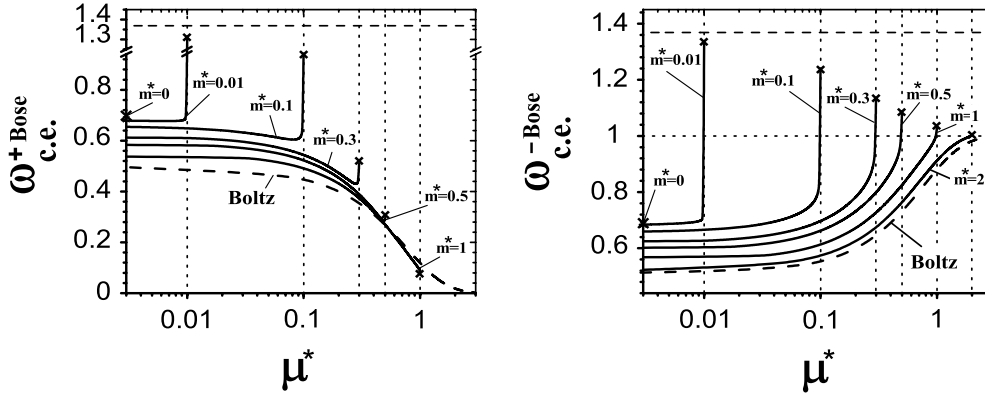 1.4
1.3
0.8
0.6
0.4
0.2
0
ω+ Bose c.e.
m*=0
m*=0.01
m*=0.1
m*=0.3
m*=0.5
m*=1
Boltz
0.01
0.1
1
μ*
1.4
1.2
1
0.8
0.6
ω- Bose c.e.
m*=0.01
m*=0.1
m*=0.3
m*=0.5
m*=1
m*=0
m*=2
Boltz
0.01
0.1
1
μ*